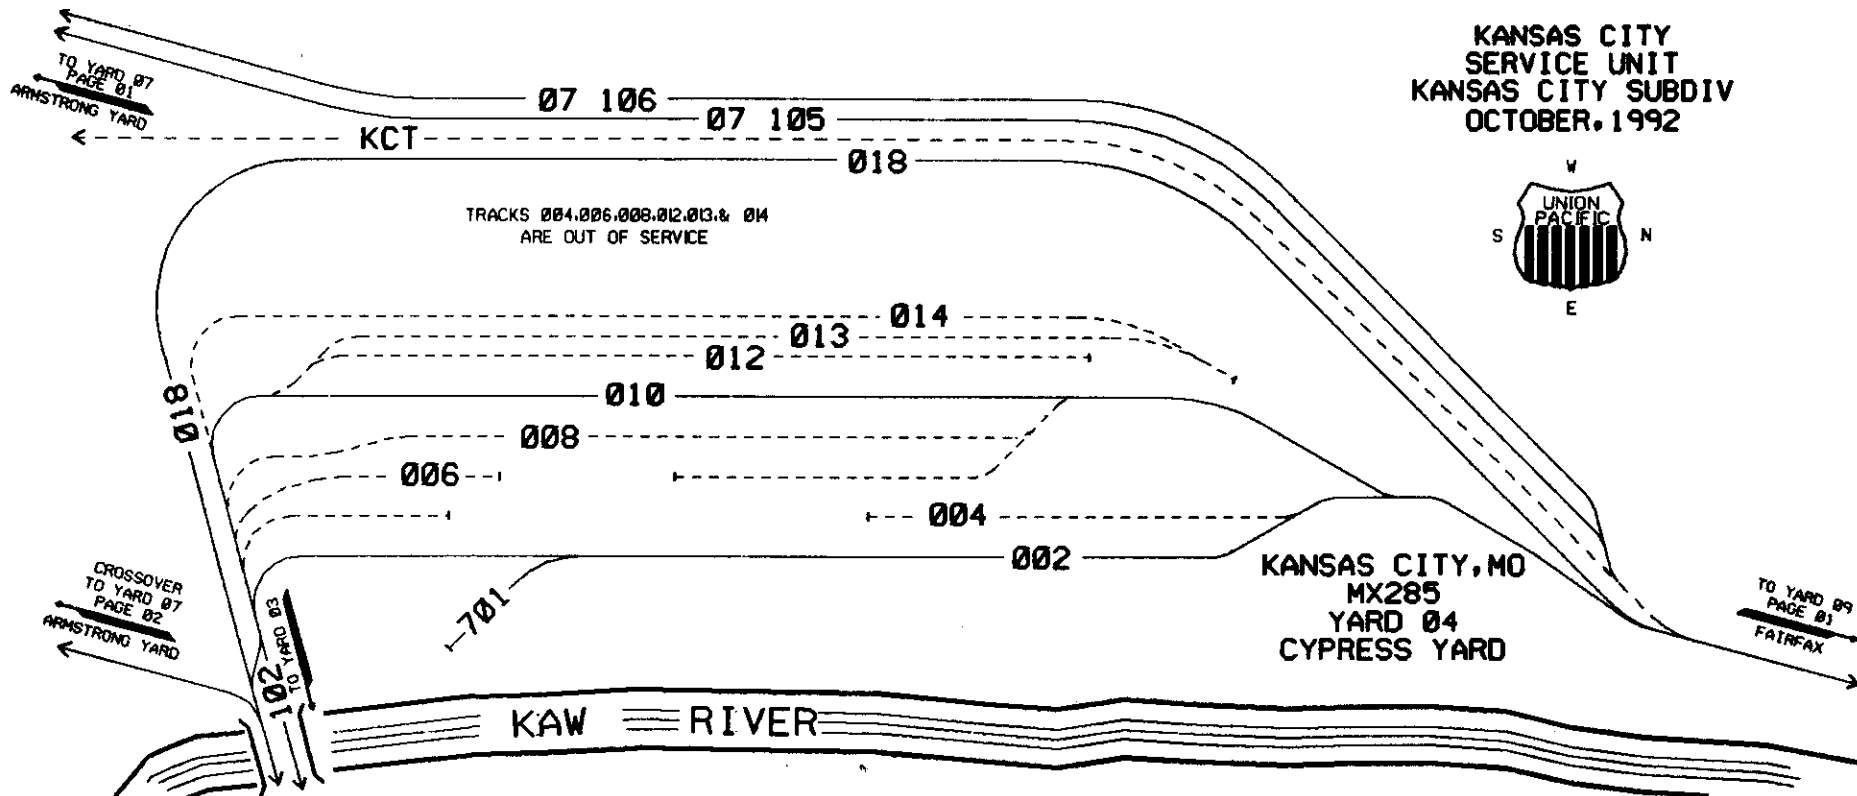 KANSAS CITY
SERVICE UNIT
KANSAS CITY SUBDIV
OCTOBER, 1992
TO YARD 07
PAGE 01
ARMSTRONG YARD
07 106
07 105
KCT
018
W
UNION
PACIFIC
S
N
E
TRACKS 004,006,008,012,013,& 014
ARE OUT OF SERVICE
014
013
012
018
010
008
006
004
002
701
CROSSOVER
TO YARD 07
PAGE 02
ARMSTRONG YARD
TO YARD 03
102
KANSAS CITY, MO
MX285
YARD 04
CYPRESS YARD
TO YARD 09
PAGE 01
FAIRFAX
KAW RIVER